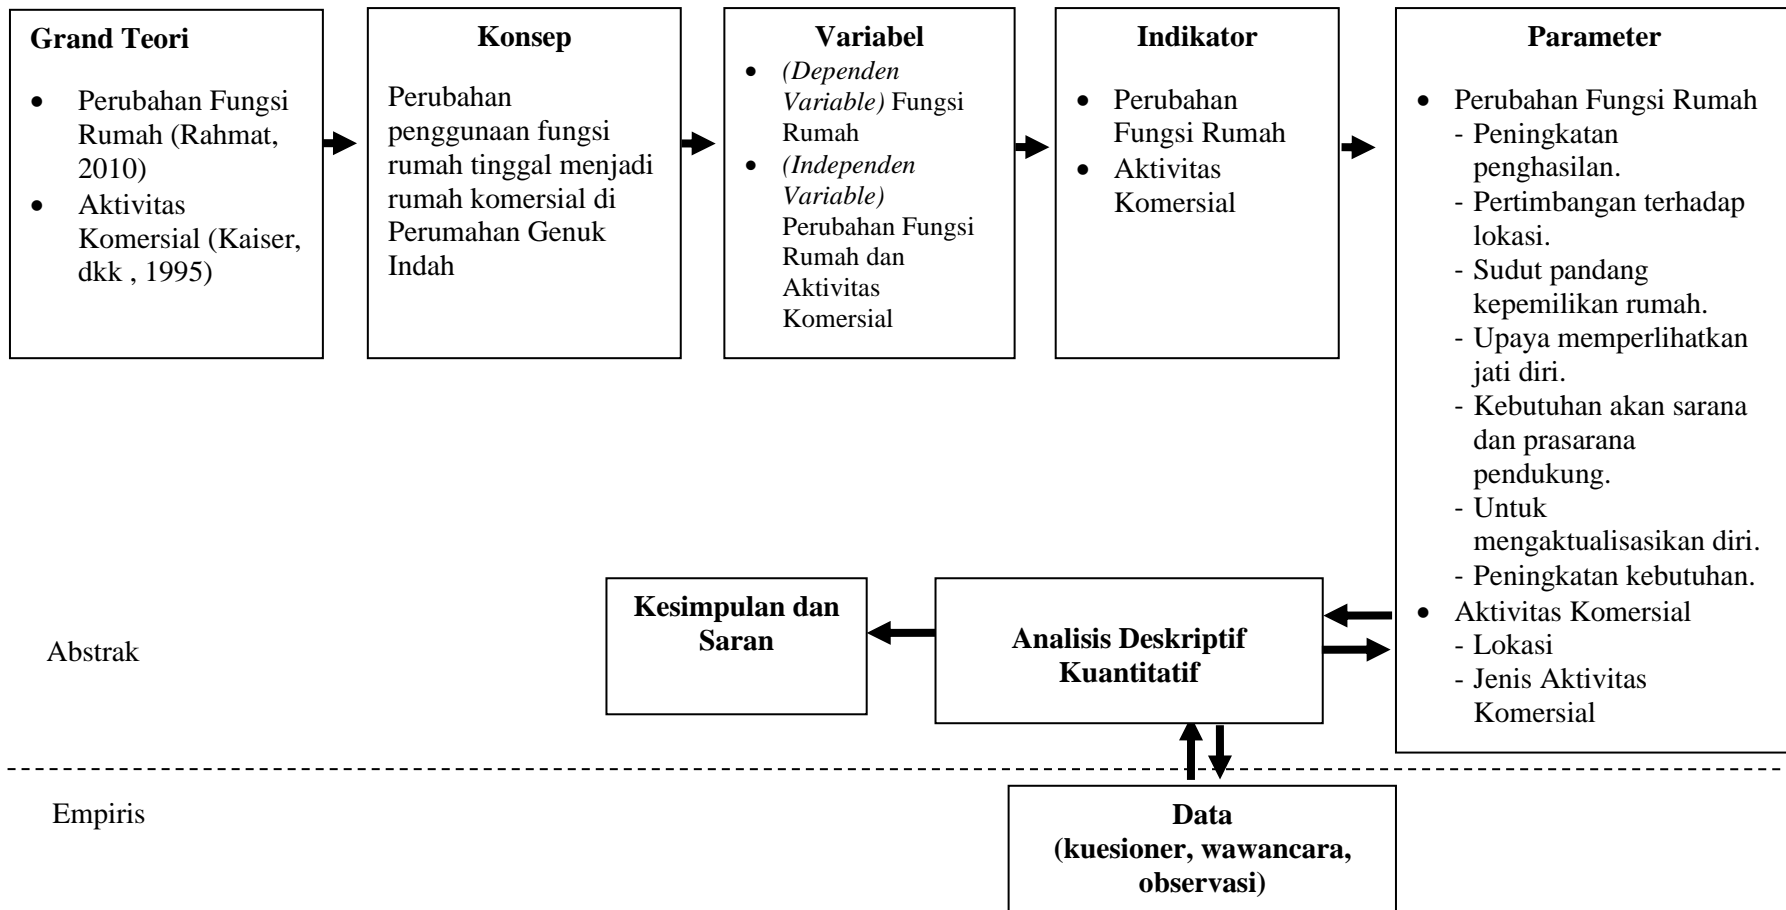 Grand Teori
• Perubahan Fungsi
Rumah (Rahmat,
2010)
• Aktivitas
Komersial (Kaiser,
dkk , 1995)
Konsep
Perubahan
penggunaan fungsi
rumah tinggal menjadi
rumah komersial di
Perumahan Genuk
Indah
Variabel
• (Dependen
Variable) Fungsi
Rumah
• (Independen
Variable)
Perubahan Fungsi
Rumah dan
Aktivitas
Komersial
Indikator
• Perubahan
Fungsi Rumah
• Aktivitas
Komersial
Parameter
• Perubahan Fungsi Rumah
- Peningkatan
penghasilan.
- Pertimbangan terhadap
lokasi.
- Sudut pandang
kepemilikan rumah.
- Upaya memperlihatkan
jati diri.
- Kebutuhan akan sarana
dan prasarana
pendukung.
- Untuk
mengaktualisasikan diri.
- Peningkatan kebutuhan.
• Aktivitas Komersial
- Lokasi
- Jenis Aktivitas
Komersial
Kesimpulan dan
Saran
Analisis Deskriptif
Kuantitatif
Abstrak
Empiris
Data
(kuesioner, wawancara,
observasi)